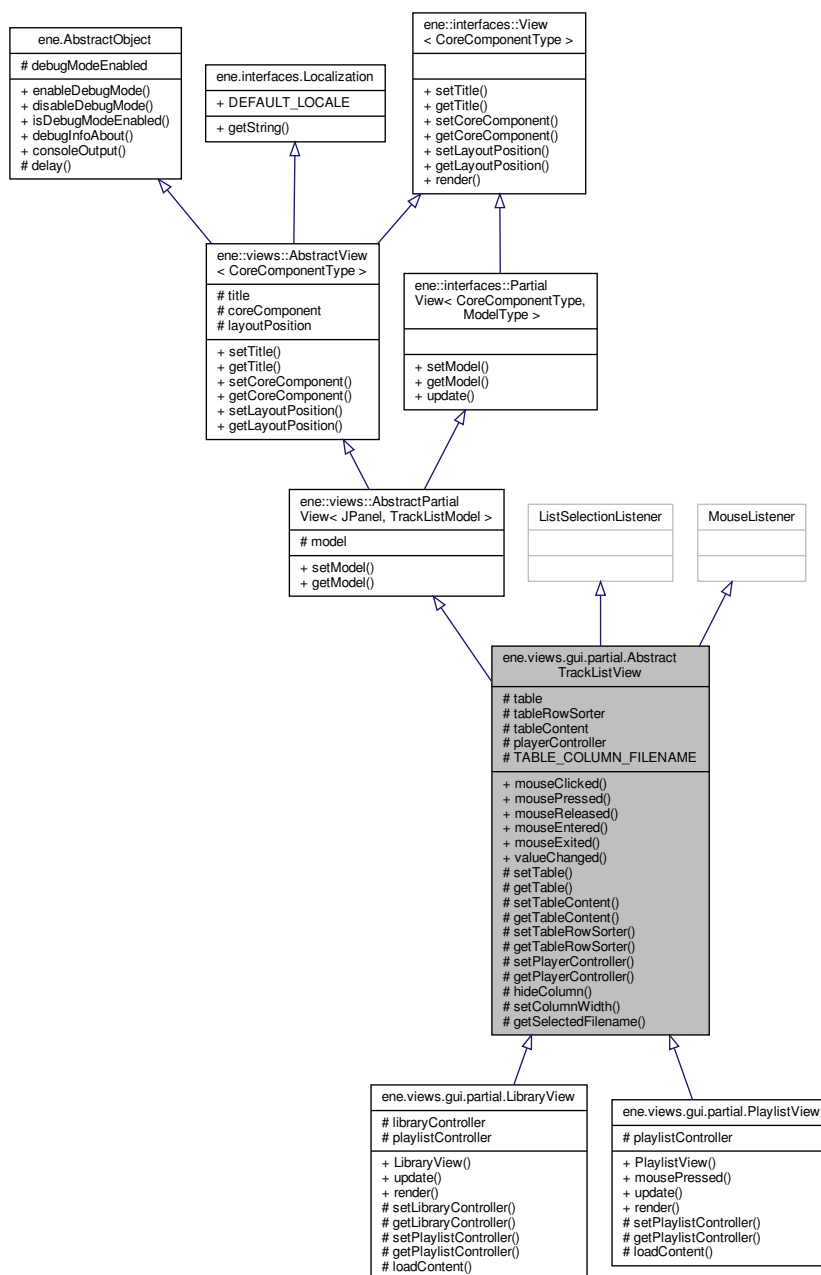 ene.AbstractObject
# debugModeEnabled
+ enableDebugMode()
+ disableDebugMode()
+ isDebugModeEnabled()
+ debugInfoAbout()
+ consoleOutput()
# delay()
ene.interfaces.Localization
+ DEFAULT_LOCALE
+ getString()
ene::interfaces::View
< CoreComponentType >
+ setTitle()
+ getTitle()
+ setCoreComponent()
+ getCoreComponent()
+ setLayoutPosition()
+ getLayoutPosition()
+ render()
ene::views::AbstractView
< CoreComponentType >
# title
# coreComponent
# layoutPosition
+ setTitle()
+ getTitle()
+ setCoreComponent()
+ getCoreComponent()
+ setLayoutPosition()
+ getLayoutPosition()
ene::interfaces::Partial
View< CoreComponentType,
ModelType >
+ setModel()
+ getModel()
+ update()
ene::views::AbstractPartial
View< JPanel, TrackListModel >
# model
+ setModel()
+ getModel()
ListSelectionListener
MouseListener
ene.views.gui.partial.Abstract
TrackListView
# table
# tableRowSorter
# tableContent
# playerController
# TABLE_COLUMN_FILENAME
+ mouseClicked()
+ mousePressed()
+ mouseReleased()
+ mouseEntered()
+ mouseExited()
+ valueChanged()
# setTable()
# getTable()
# setTableContent()
# getTableContent()
# setTableRowSorter()
# getTableRowSorter()
# setPlayerController()
# getPlayerController()
# hideColumn()
# setColumnWidth()
# getSelectedFilename()
ene.views.gui.partial.LibraryView
# libraryController
# playlistController
+ LibraryView()
+ update()
+ render()
# setLibraryController()
# getLibraryController()
# setPlaylistController()
# getPlaylistController()
# loadContent()
ene.views.gui.partial.PlaylistView
# playlistController
+ PlaylistView()
+ mousePressed()
+ update()
+ render()
# setPlaylistController()
# getPlaylistController()
# loadContent()